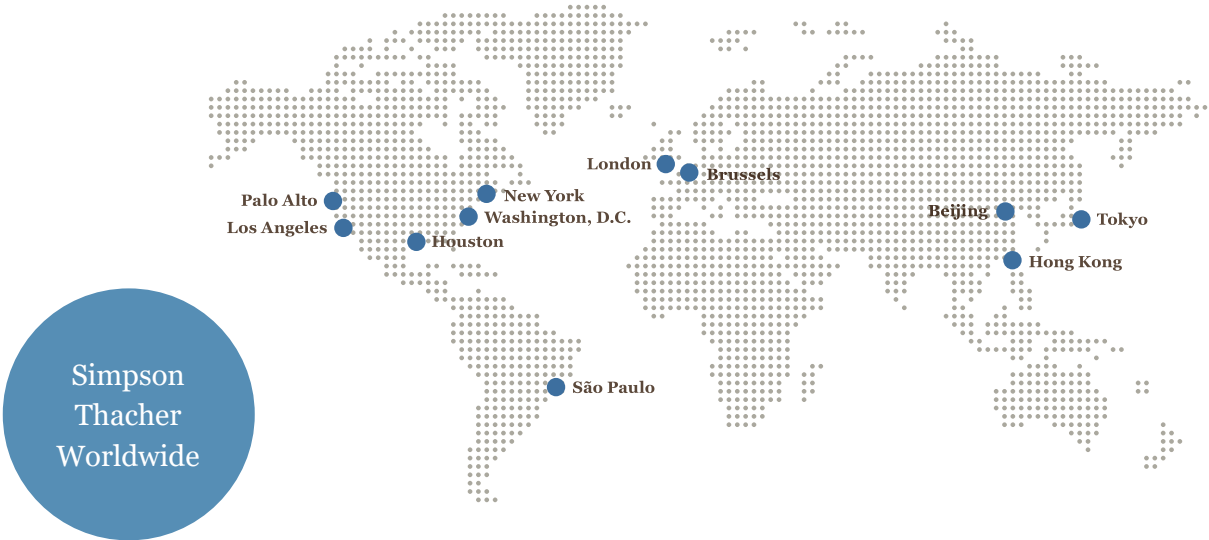 London
Brussels
Palo Alto
New York
Washington, D.C.
Los Angeles
Houston
Beijing
Tokyo
Hong Kong
São Paulo
Simpson
Thacher
Worldwide